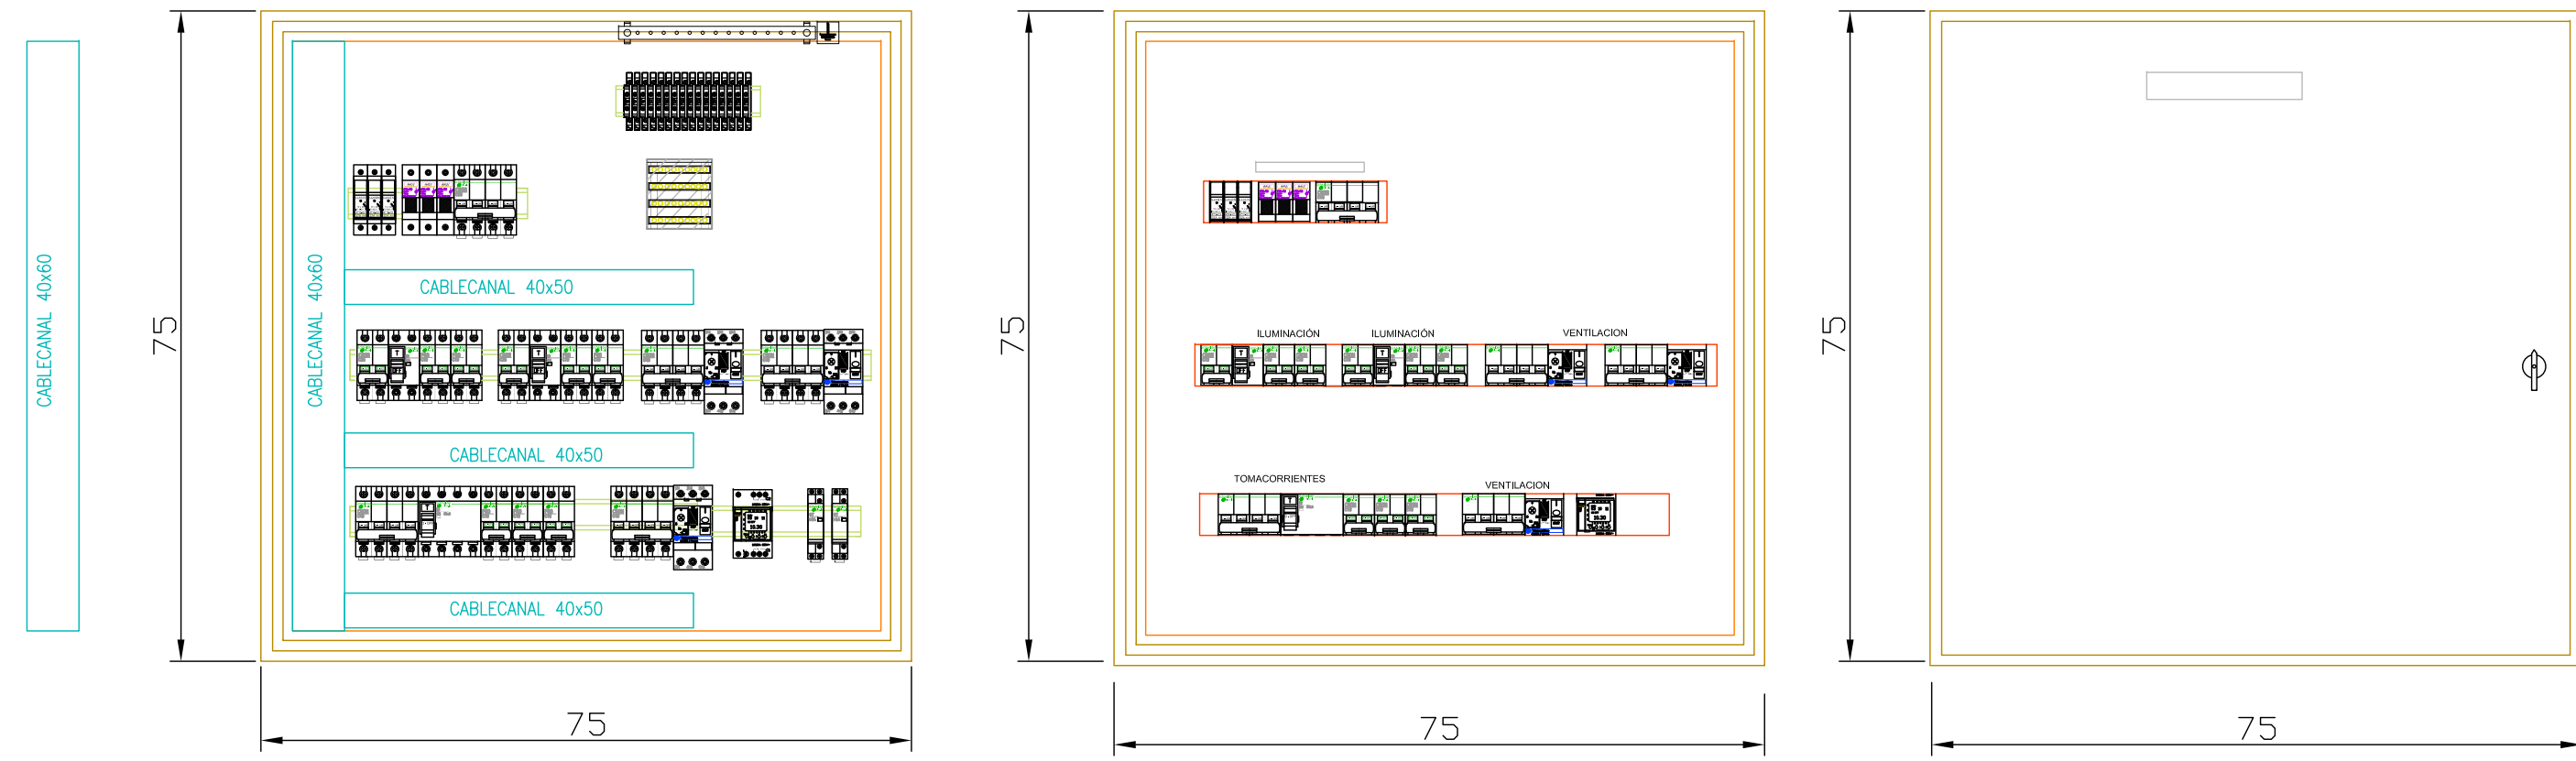 CABLECANAL 40x60
75
CABLECANAL 40x60
CABLECANAL 40x50
CABLECANAL 40x50
CABLECANAL 40x50
75
75
ILUMINACIÓN
ILUMINACIÓN
VENTILACION
TOMACORRIENTES
VENTILACION
75
75
75